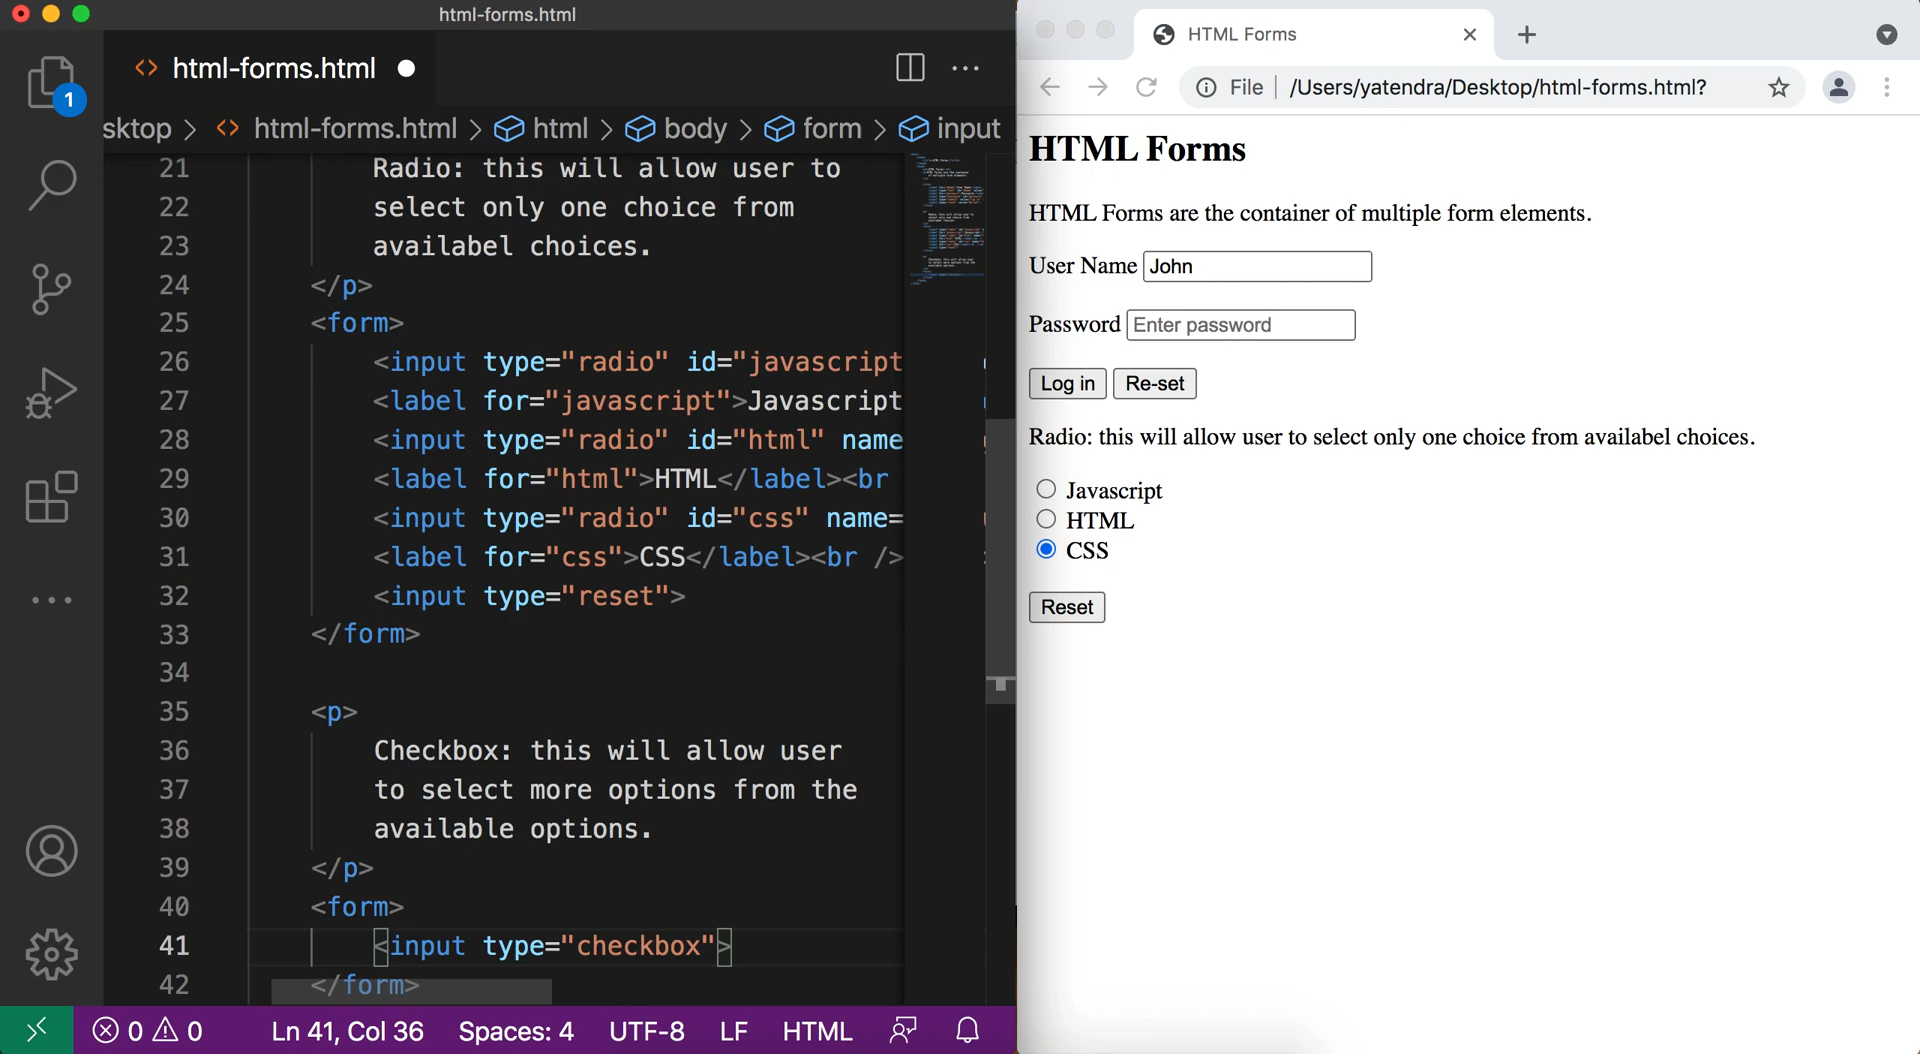 html-forms.html
html-forms.html
1
sktop > html-forms.html > html > body > form > input
21 Radio: this will allow user to
22 select only one choice from
23 availabel choices.
24 </p>
25 <form>
26 <input type="radio" id="javascript
27 <label for="javascript">Javascript
28 <input type="radio" id="html" name
29 <label for="html">HTML</label><br
30 <input type="radio" id="css" name=
31 <label for="css">CSS</label><br />
32 <input type="reset">
33 </form>
34
35 <p>
36 Checkbox: this will allow user
37 to select more options from the
38 available options.
39 </p>
40 <form>
41 <input type="checkbox">
42 </form>
0 0 Ln 41, Col 36 Spaces: 4 UTF-8 LF HTML
HTML Forms
File /Users/yatendra/Desktop/html-forms.html?
HTML Forms
HTML Forms are the container of multiple form elements.
User Name John
Password Enter password
Log in Re-set
Radio: this will allow user to select only one choice from availabel choices.
Javascript
HTML
CSS
Reset